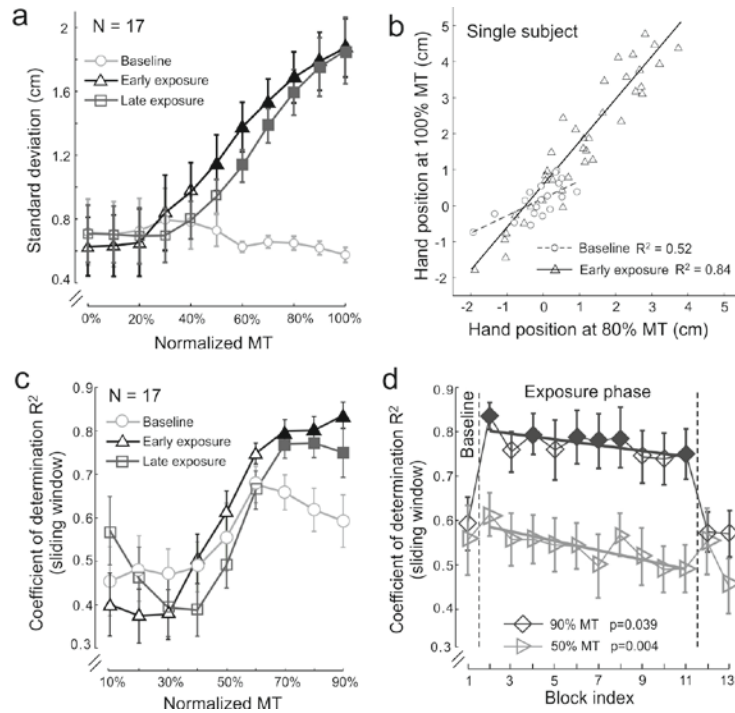 a
N = 17
Baseline
Early exposure
Late exposure
Standard deviation (cm)
2
1.6
1.2
0.8
0.4
0% 20% 40% 60% 80% 100%
Normalized MT
b
Single subject
Hand position at 100% MT (cm)
5
4
3
2
1
0
-1
-2
Baseline R² = 0.52
Early exposure R² = 0.84
-2 -1 0 1 2 3 4 5
Hand position at 80% MT (cm)
c
N = 17
Baseline
Early exposure
Late exposure
Coefficient of determination R²
(sliding window)
0.9
0.8
0.7
0.6
0.5
0.4
0.3
10% 30% 50% 70% 90%
Normalized MT
d
Baseline
Exposure phase
Coefficient of determination R²
(sliding window)
0.9
0.8
0.7
0.6
0.5
0.4
0.3
90% MT p=0.039
50% MT p=0.004
1 3 5 7 9 11 13
Block index